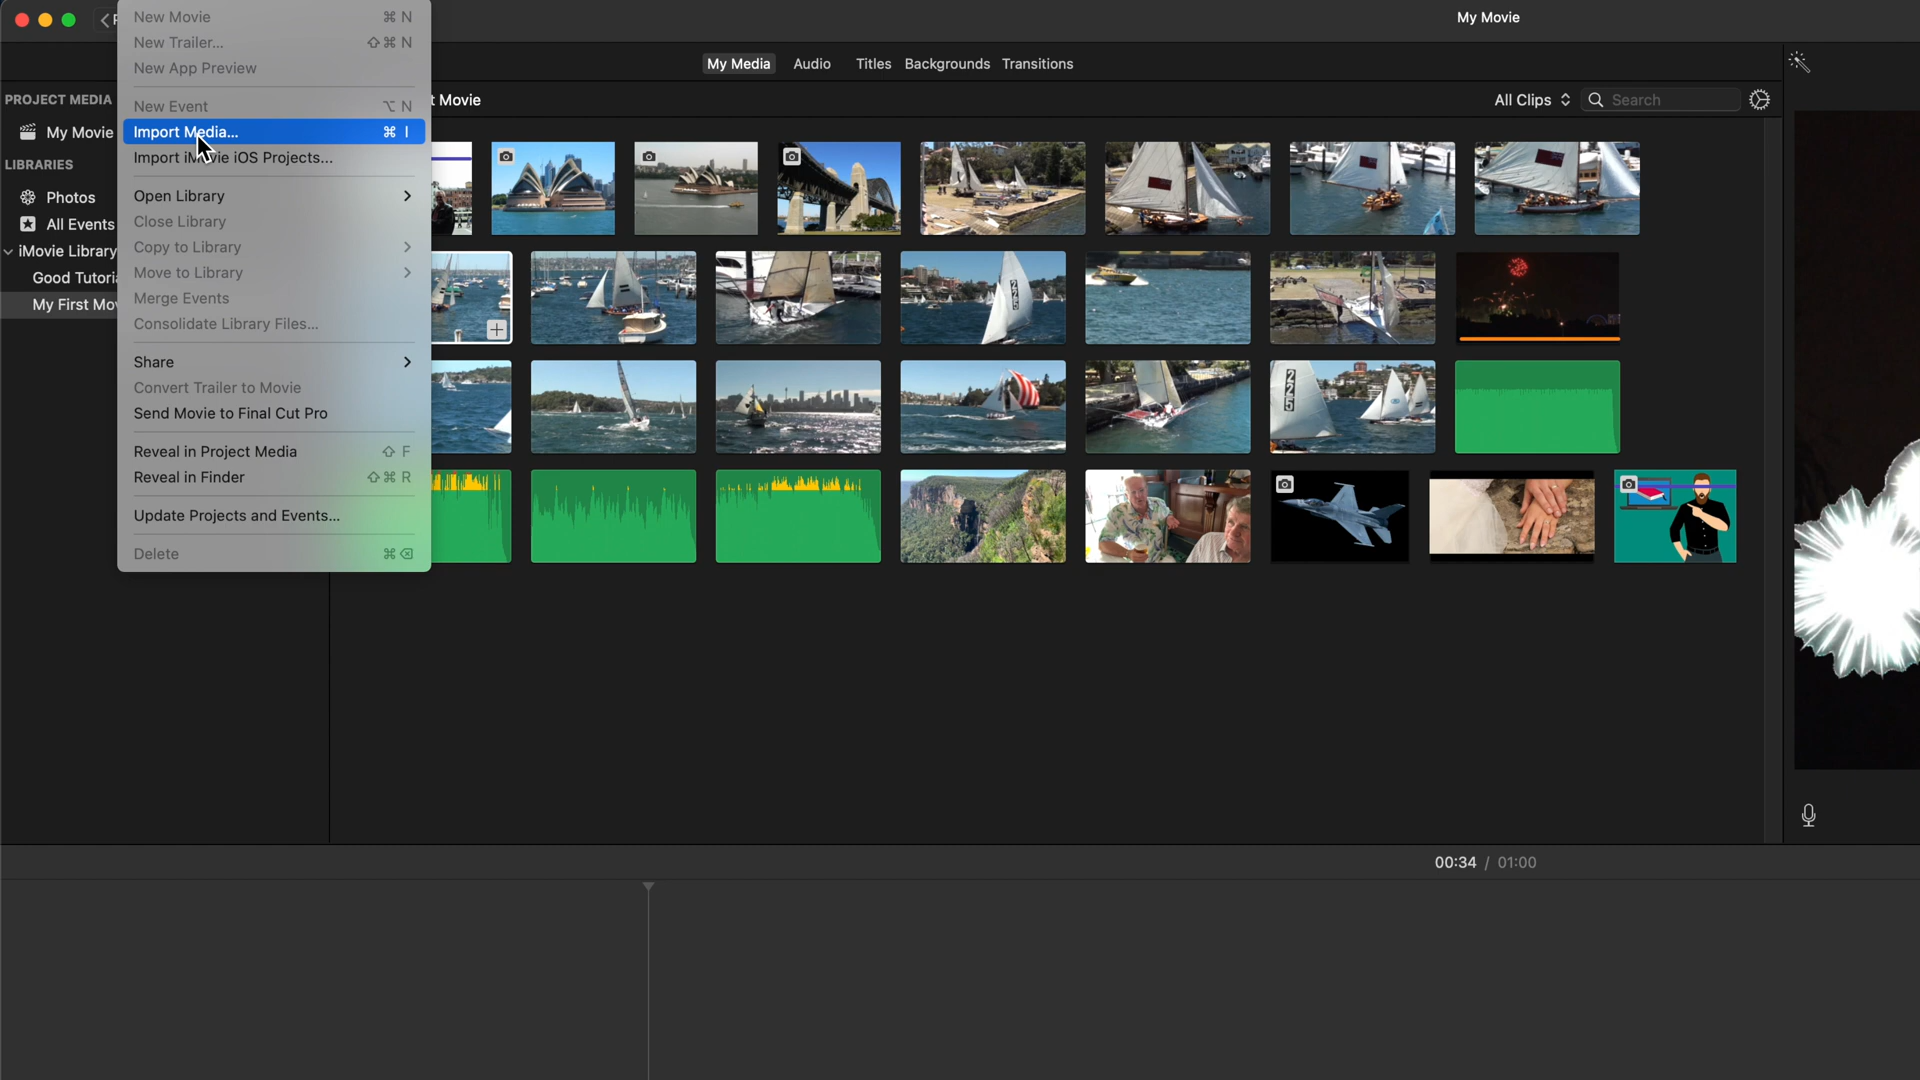 My Movie
New Movie ⌘ N
New Trailer... ⇧ ⌘ N
New App Preview
New Event ⌥ N
Import Media... ⌘ I
Import iMovie iOS Projects...
Open Library
Close Library
Copy to Library
Move to Library
Merge Events
Consolidate Library Files...
Share
Convert Trailer to Movie
Send Movie to Final Cut Pro
Reveal in Project Media ⇧ F
Reveal in Finder ⇧ ⌘ R
Update Projects and Events...
Delete ⌘ ⌫
PROJECT MEDIA
My Movie
LIBRARIES
Photos
All Events
iMovie Library
Good Tutoria
My First Mov
My Media Audio Titles Backgrounds Transitions
t Movie
All Clips Search
225
225
00:34 / 01:00